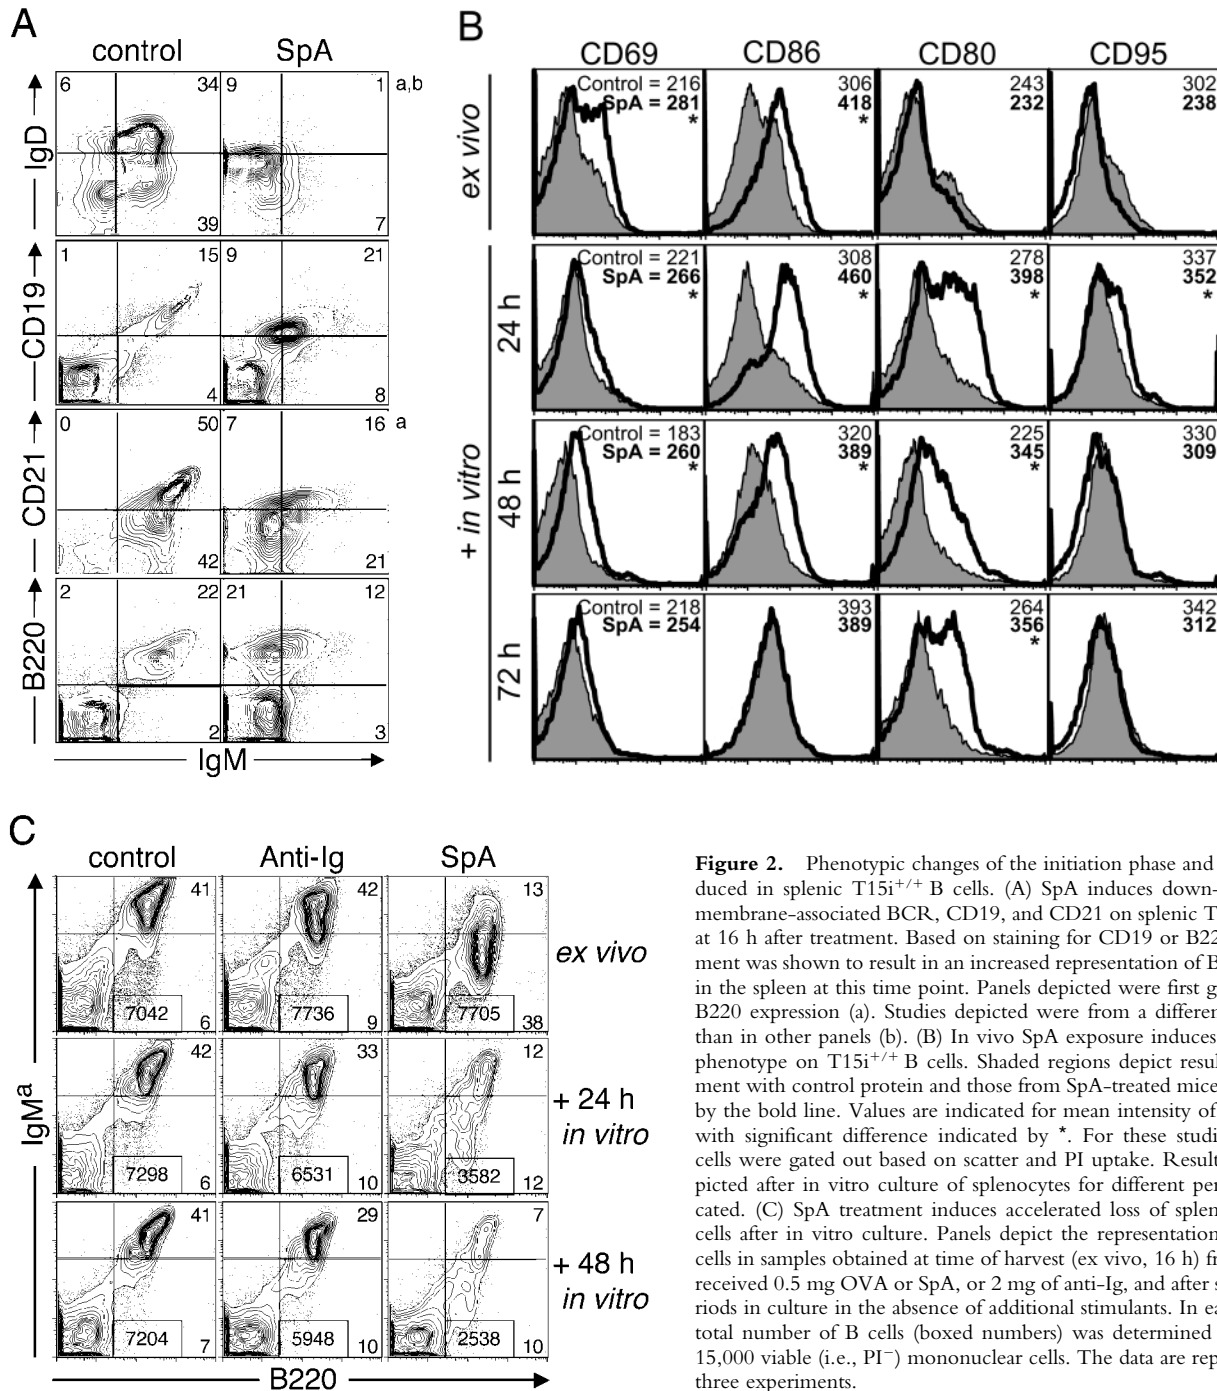 A
control SpA
6 34 9 1 a,b
IgD
39 7
1 15 9 21
CD19
4 8
0 50 7 16 a
CD21
42 21
2 22 21 12
B220
2 3
IgM
B
CD69 CD86 CD80 CD95
ex vivo
Control = 216 306 243 302
SpA = 281 418 232 238
* *
24 h
Control = 221 308 278 337
SpA = 266 460 398 352
* * * *
+ in vitro
48 h
Control = 183 320 225 330
SpA = 260 389 345 309
* * *
72 h
Control = 218 393 264 342
SpA = 254 389 356 312
*
C
control Anti-Ig SpA
41 42 13
ex vivo
7042 7736 7705
6 9 38
42 33 12
+ 24 h
in vitro
7298 6531 3582
6 10 12
41 29 7
+ 48 h
in vitro
7204 5948 2538
7 10 10
IgMa
B220
Figure 2. Phenotypic changes of the initiation phase and
duced in splenic T15i+/+ B cells. (A) SpA induces down-
membrane-associated BCR, CD19, and CD21 on splenic T
at 16 h after treatment. Based on staining for CD19 or B22
ment was shown to result in an increased representation of B
in the spleen at this time point. Panels depicted were first g
B220 expression (a). Studies depicted were from a differen
than in other panels (b). (B) In vivo SpA exposure induces
phenotype on T15i+/+ B cells. Shaded regions depict resul
ment with control protein and those from SpA-treated mice
by the bold line. Values are indicated for mean intensity of
with significant difference indicated by *. For these studi
cells were gated out based on scatter and PI uptake. Result
picted after in vitro culture of splenocytes for different per
cated. (C) SpA treatment induces accelerated loss of splen
cells after in vitro culture. Panels depict the representation
cells in samples obtained at time of harvest (ex vivo, 16 h) fr
received 0.5 mg OVA or SpA, or 2 mg of anti-Ig, and after s
riods in culture in the absence of additional stimulants. In ea
total number of B cells (boxed numbers) was determined
15,000 viable (i.e., PI−) mononuclear cells. The data are rep
three experiments.